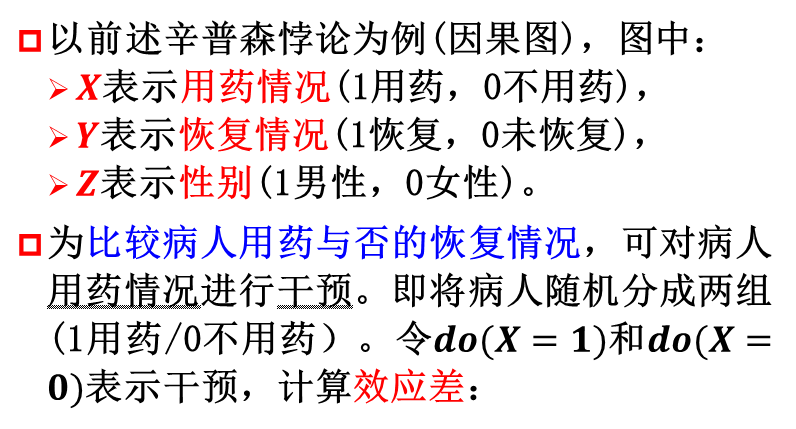 以前述辛普森悖论为例(因果图)，图中：
X表示用药情况(1用药，0不用药)，
Y表示恢复情况(1恢复，0未恢复)，
Z表示性别(1男性，0女性)。
为比较病人用药与否的恢复情况，可对病人
用药情况进行干预。即将病人随机分成两组
(1用药/0不用药）。令do(X = 1)和do(X =
0)表示干预，计算效应差：